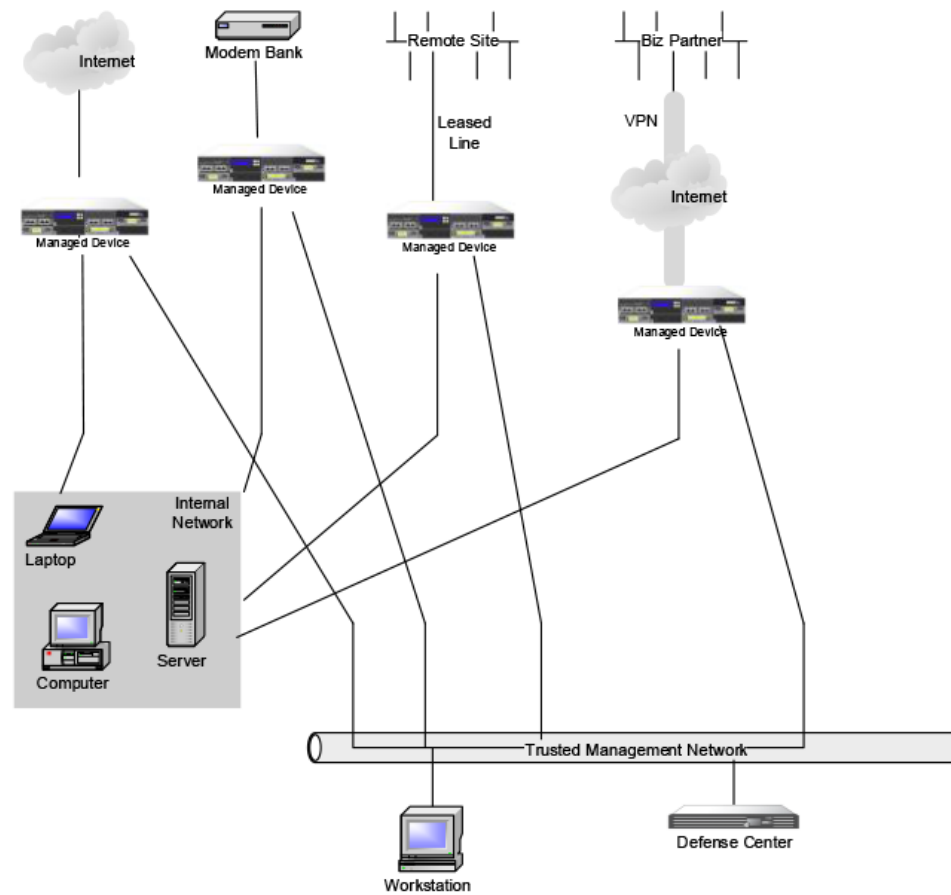 Internet
Modem Bank
Remote Site
Biz Partner
Leased
Line
VPN
Managed Device
Internet
Managed Device
Managed Device
Managed Device
Internal
Network
Laptop
Server
Computer
Trusted Management Network
Defense Center
Workstation